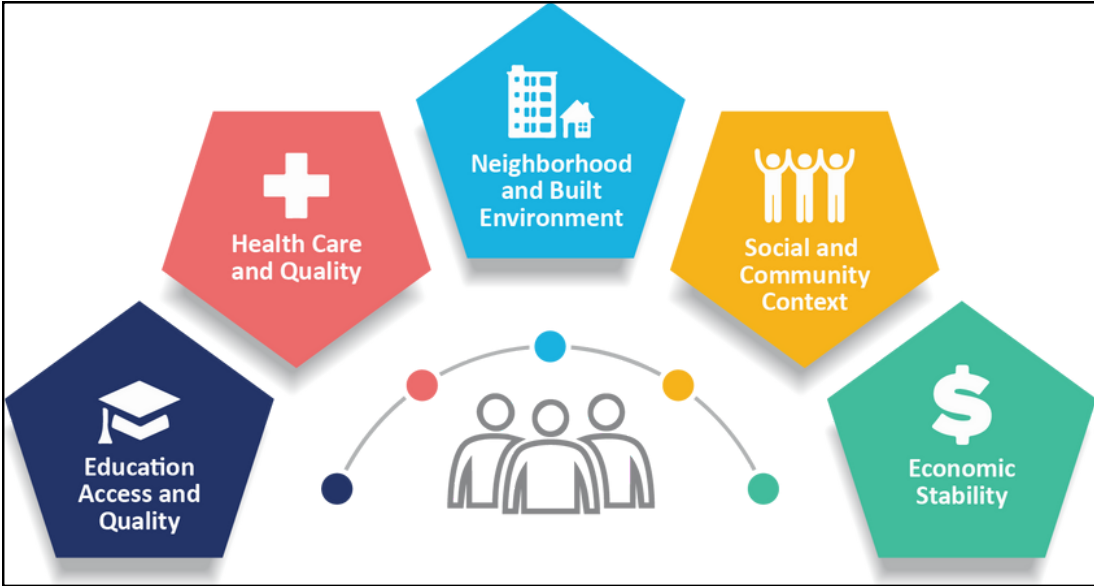 Education
Access and
Quality
Health Care
and Quality
Neighborhood
and Built
Environment
Social and
Community
Context
$
Economic
Stability